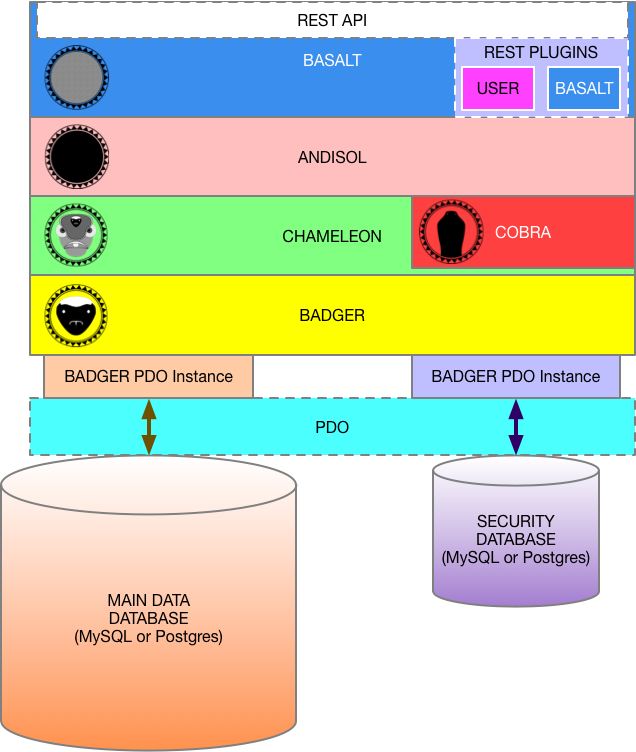 REST API
BASALT
REST PLUGINS
USER
BASALT
ANDISOL
CHAMELEON
COBRA
BADGER
BADGER PDO Instance
BADGER PDO Instance
PDO
SECURITY
DATABASE
(MySQL or Postgres)
MAIN DATA
DATABASE
(MySQL or Postgres)